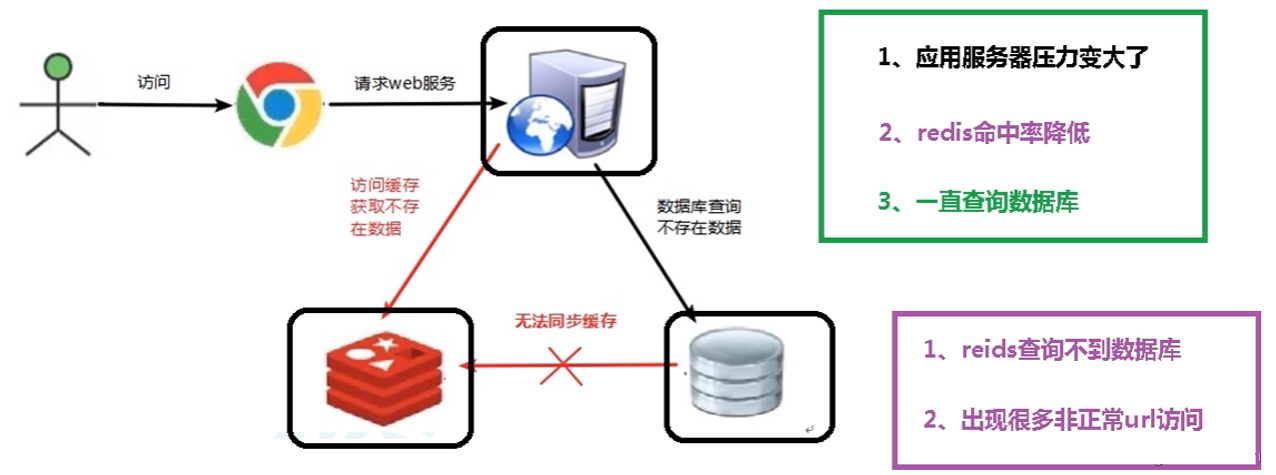 访问
请求web服务
访问缓存
获取不存
在数据
数据库查询
不存在数据
无法同步缓存
1、应用服务器压力变大了
2、redis命中率降低
3、一直查询数据库
1、reids查询不到数据库
2、出现很多非正常url访问